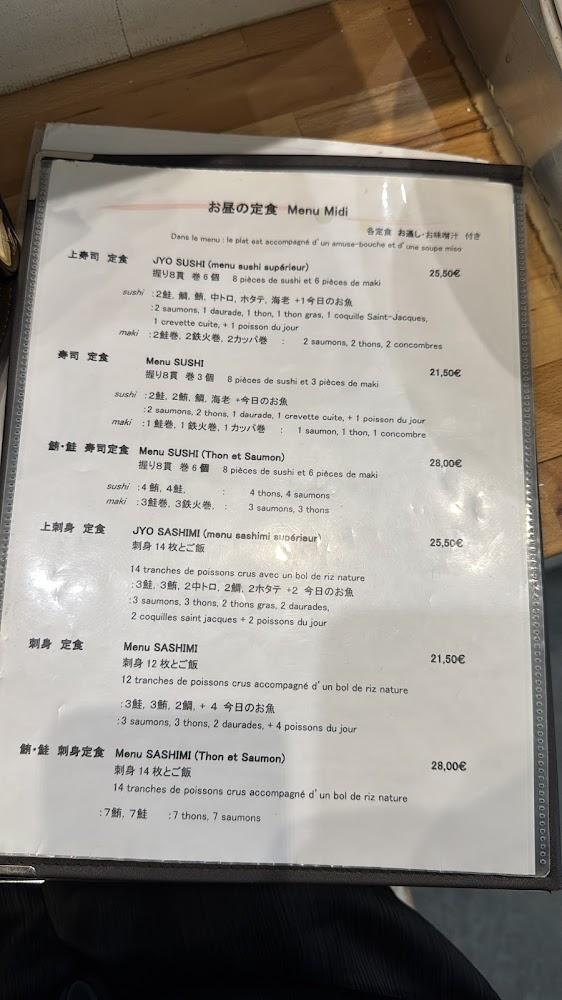 お昼の定食 Menu Midi
各定食 お通し・お味噌汁 付き
Dans le menu : le plat est accompagné d'un amuse-bouche et d'une soupe miso
上寿司 定食 JYO SUSHI (menu sushi supérieur) 25,50€
握り8貫 巻6個 8 pièces de sushi et 6 pièces de maki
sushi :2鮭, 鯛, 鮪, 中トロ, ホタテ, 海老 +1今日のお魚
:2 saumons, 1 daurade, 1 thon, 1 thon gras, 1 coquille Saint-Jacques,
1 crevette cuite, + 1 poisson du jour
maki :2鮭巻, 2鉄火巻, 2カッパ巻 : 2 saumons, 2 thons, 2 concombres
寿司 定食 Menu SUSHI 21,50€
握り8貫 巻3個 8 pièces de sushi et 3 pièces de maki
sushi :2鮭, 2鮪, 鯛, 海老 +今日のお魚
:2 saumons, 2 thons, 1 daurade, 1 crevette cuite, + 1 poisson du jour
maki :1鮭巻, 1鉄火巻, 1カッパ巻 : 1 saumon, 1 thon, 1 concombre
鮪・鮭 寿司定食 Menu SUSHI (Thon et Saumon) 28,00€
握り8貫 巻6個 8 pièces de sushi et 6 pièces de maki
sushi :4鮪, 4鮭, : 4 thons, 4 saumons
maki :3鮭巻, 3鉄火巻, : 3 saumons, 3 thons
上刺身 定食 JYO SASHIMI (menu sashimi supérieur) 25,50€
刺身14枚とご飯
14 tranches de poissons crus avec un bol de riz nature
:3鮭, 3鮪, 2中トロ, 2鯛, 2ホタテ +2 今日のお魚
:3 saumons, 3 thons, 2 thons gras, 2 daurades,
2 coquilles saint jacques + 2 poissons du jour
刺身 定食 Menu SASHIMI 21,50€
刺身 12枚とご飯
12 tranches de poissons crus accompagné d'un bol de riz nature
:3鮭, 3鮪, 2鯛, + 4 今日のお魚
:3 saumons, 3 thons, 2 daurades, + 4 poissons du jour
鮪・鮭 刺身定食 Menu SASHIMI (Thon et Saumon) 28,00€
刺身 14枚とご飯
14 tranches de poissons crus accompagné d'un bol de riz nature
:7鮪, 7鮭 :7 thons, 7 saumons